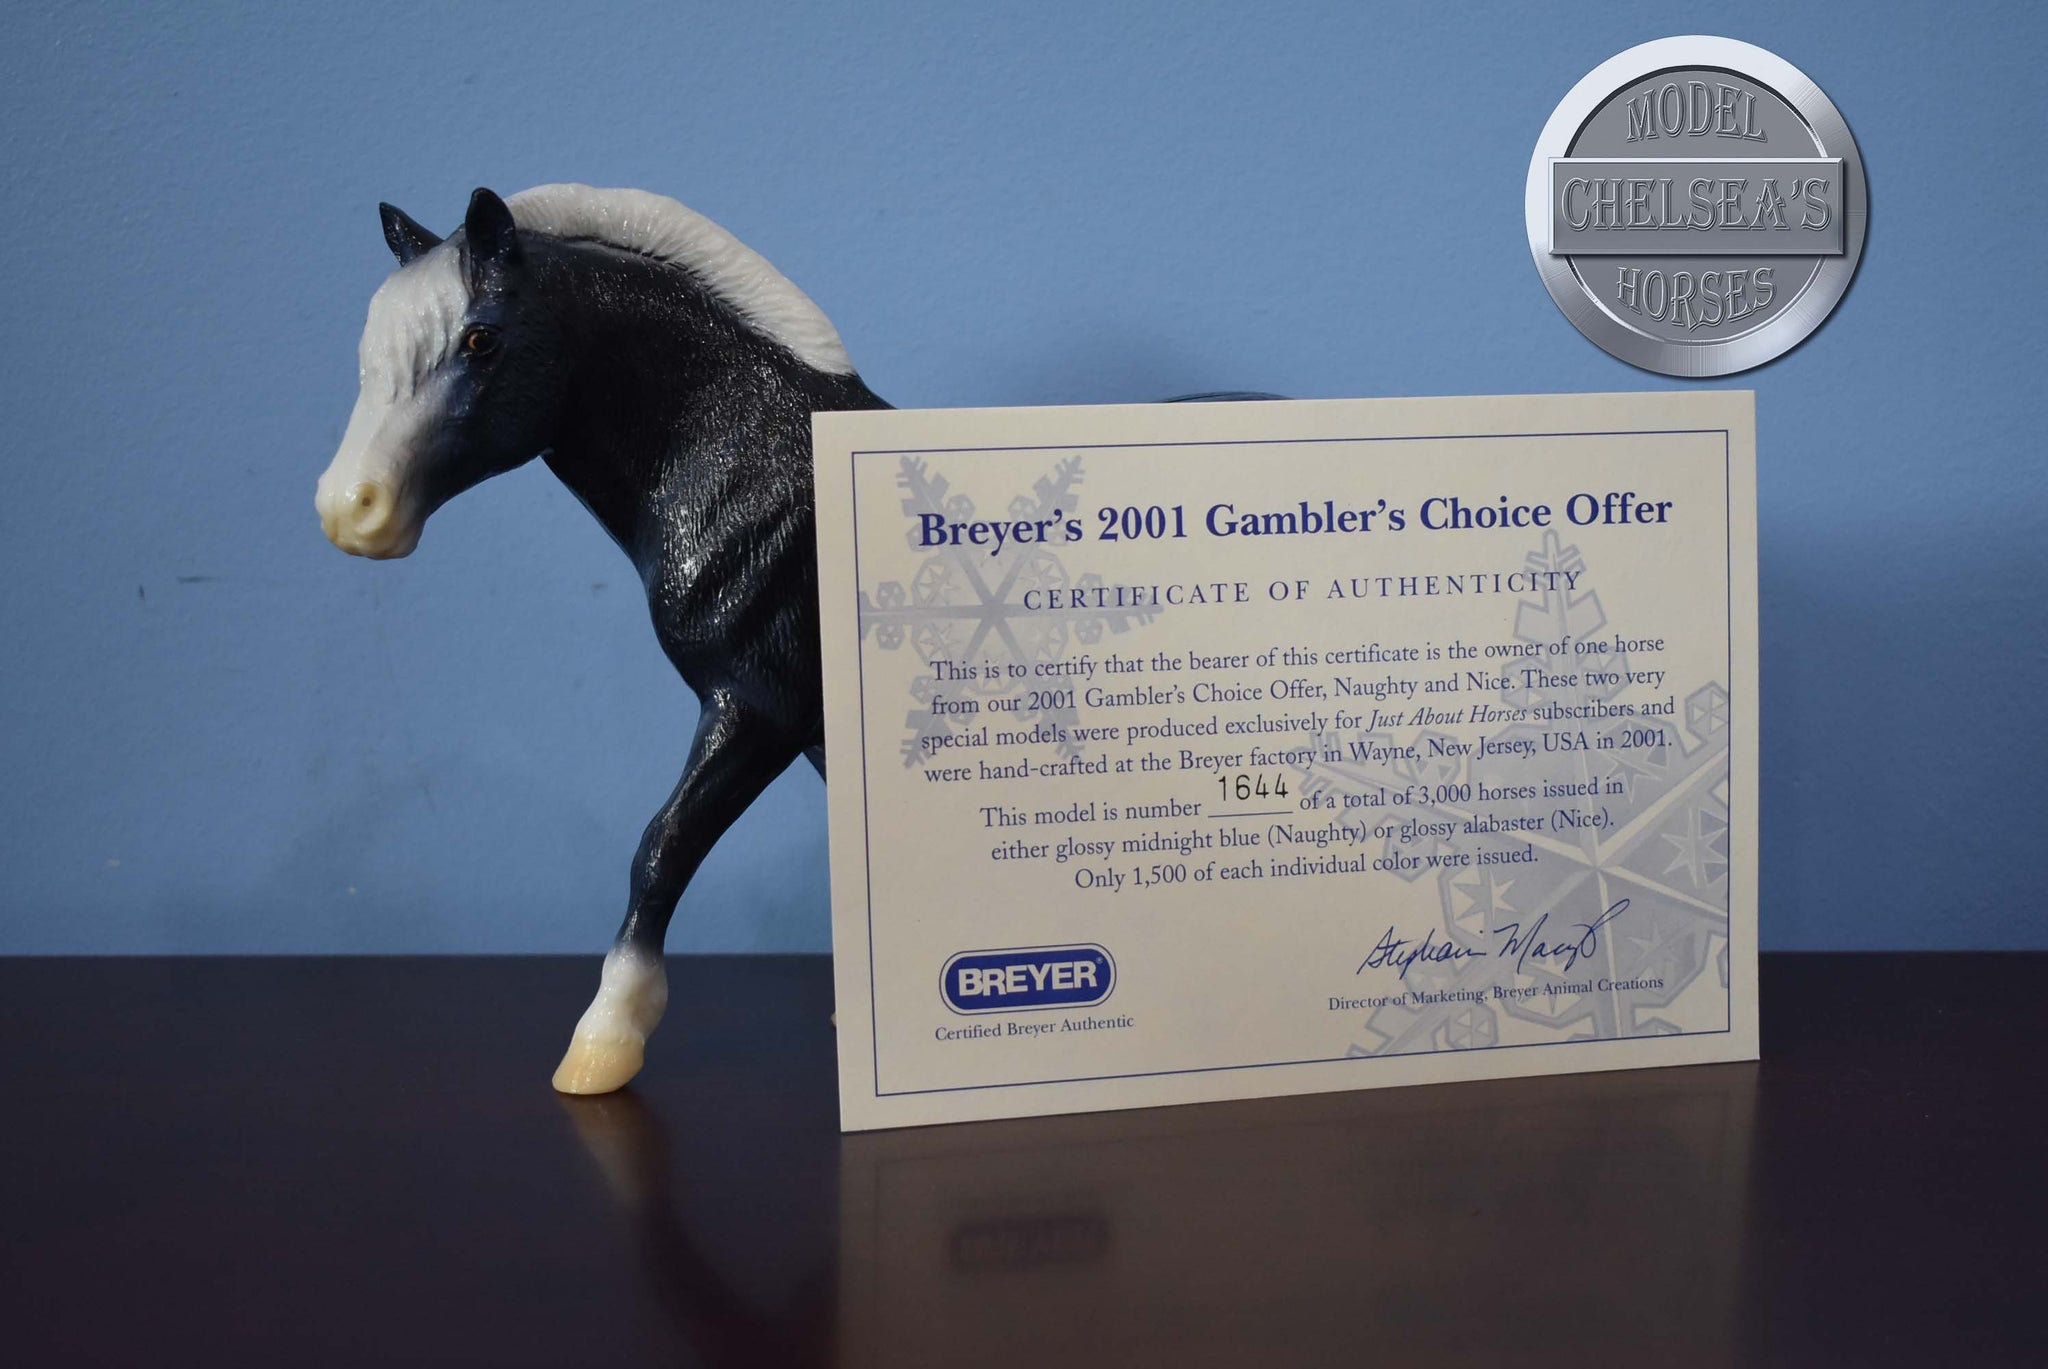 MODEL
CHELSEA'S
HORSES
Breyer's 2001 Gambler's Choice Offer
CERTIFICATE OF AUTHENTICITY
This is to certify that the bearer of this certificate is the owner of one horse
from our 2001 Gambler's Choice Offer, Naughty and Nice. These two very
special models were produced exclusively for Just About Horses subscribers and
were hand-crafted at the Breyer factory in Wayne, New Jersey, USA in 2001.
This model is number 1644 of a total of 3,000 horses issued in
either glossy midnight blue (Naughty) or glossy alabaster (Nice).
Only 1,500 of each individual color were issued.
BREYER®
Certified Breyer Authentic
Director of Marketing, Breyer Animal Creations